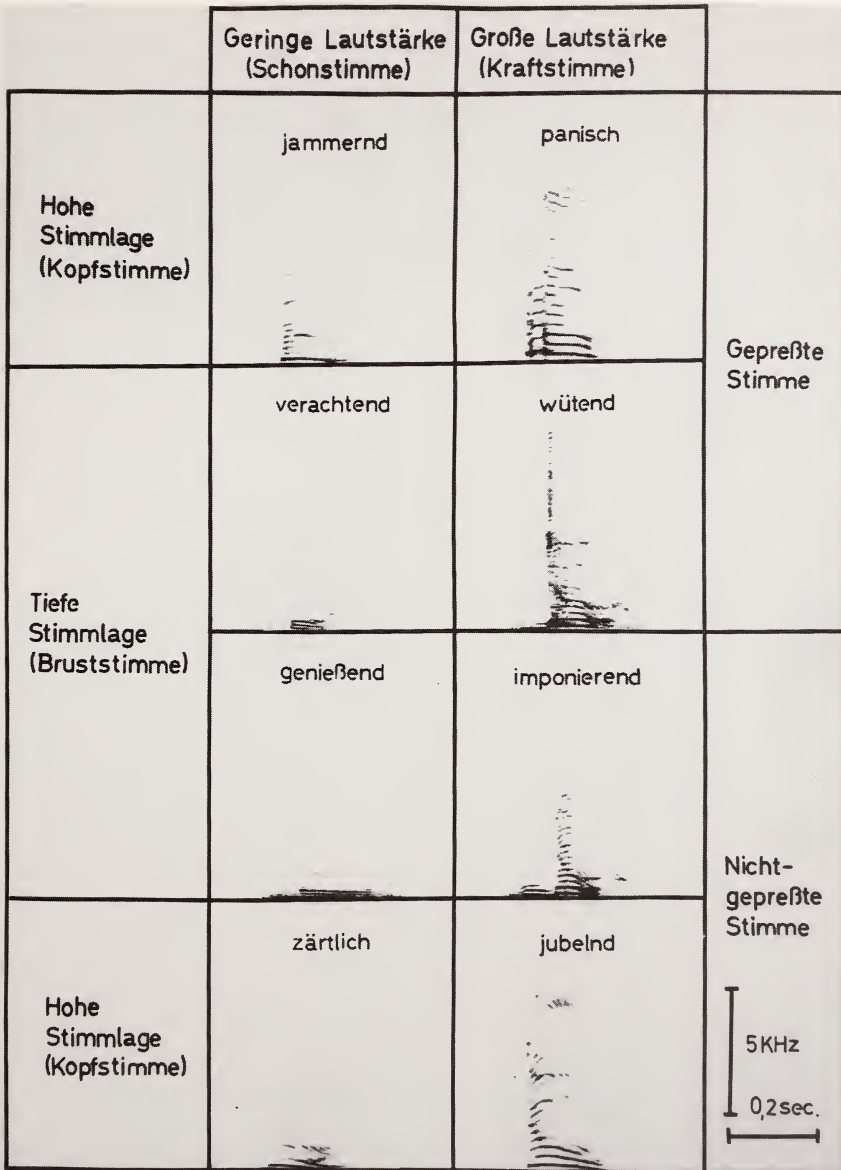 Geringe Lautstärke
(Schonstimme)
Große Lautstärke
(Kraftstimme)
Hohe
Stimmlage
(Kopfstimme)
jammernd
panisch
Gepreßte
Stimme
Tiefe
Stimmlage
(Bruststimme)
verachtend
wütend
genießend
imponierend
Nicht-
gepreßte
Stimme
Hohe
Stimmlage
(Kopfstimme)
zärtlich
jubelnd
5KHz
0,2sec.